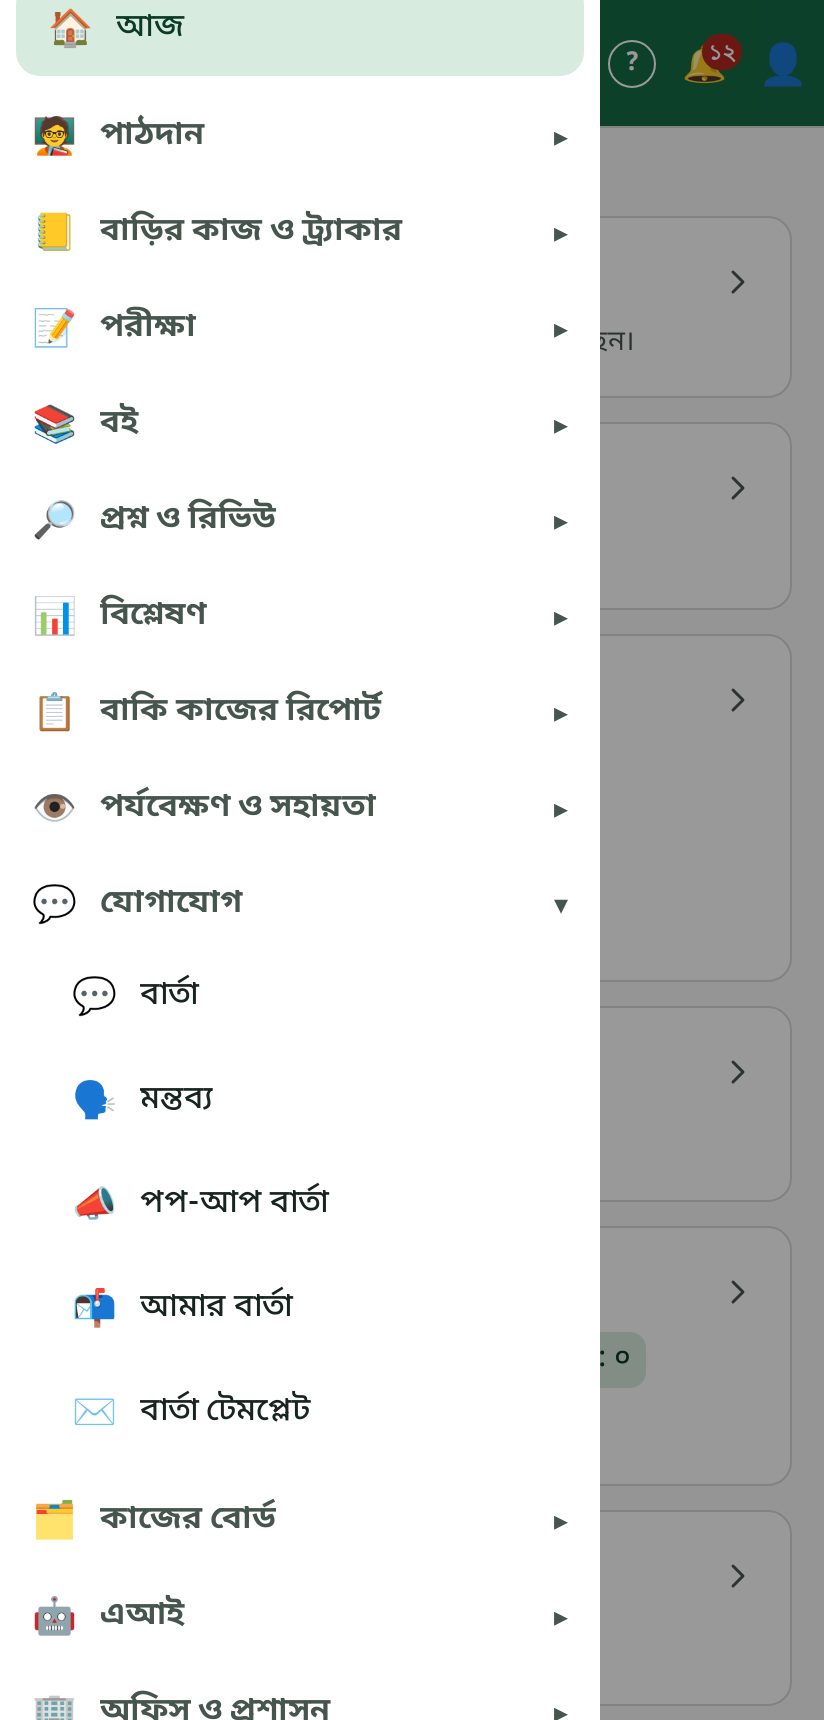 আজ
?
১২
পাঠদান
বাড়ির কাজ ও ট্র্যাকার
পরীক্ষা
বই
প্রশ্ন ও রিভিউ
বিশ্লেষণ
বাকি কাজের রিপোর্ট
পর্যবেক্ষণ ও সহায়তা
যোগাযোগ
বার্তা
মন্তব্য
পপ-আপ বার্তা
আমার বার্তা
: ০
বার্তা টেমপ্লেট
কাজের বোর্ড
এআই
অফিস ও প্রশাসন